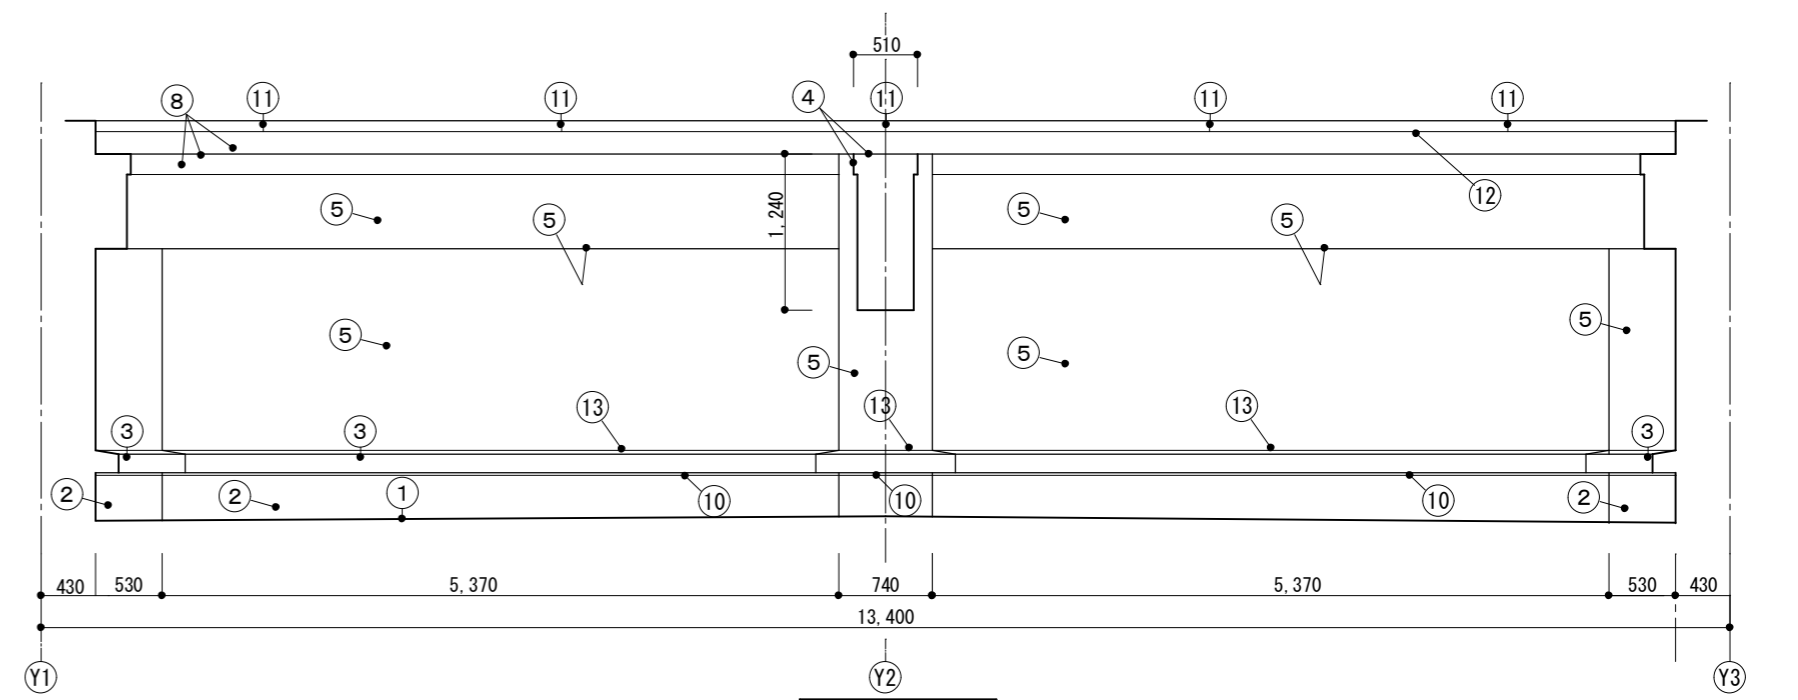 510
⑧ ⑪ ⑪ ④ ⑪ ⑪ ⑪
⑫
⑤ ⑤ 1,240 ⑤ ⑤
⑤ ⑤ ⑤ ⑤
③ ③ ⑬ ⑬ ⑬ ③
② ② ① ⑩ ⑩ ⑩ ②
430 530 5,370 740 5,370 530 430
13,400
Y1 Y2 Y3